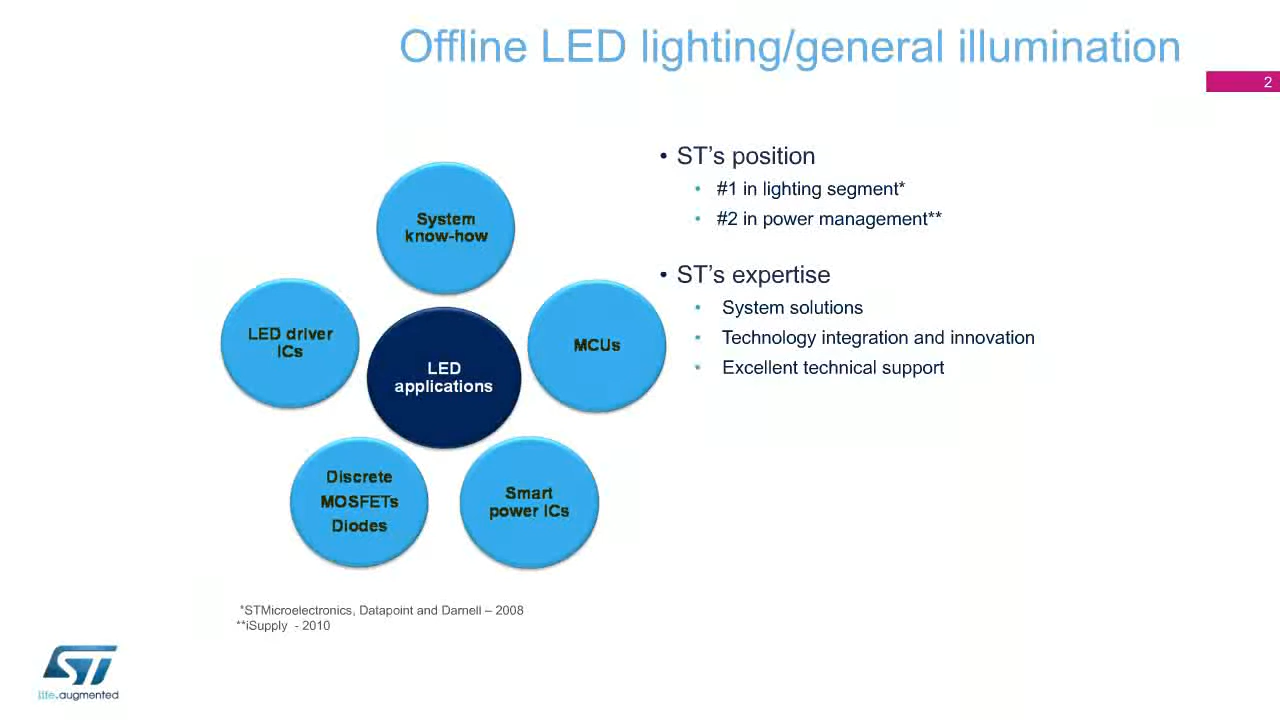 Offline LED lighting/general illumination
2
System
know-how
LED driver
ICs
LED
applications
MCUs
Discrete
MOSFETs
Diodes
Smart
power ICs
• ST’s position
• #1 in lighting segment*
• #2 in power management**
• ST’s expertise
• System solutions
• Technology integration and innovation
• Excellent technical support
*STMicroelectronics, Datapoint and Darnell – 2008
**iSupply - 2010
ST
life.augmented